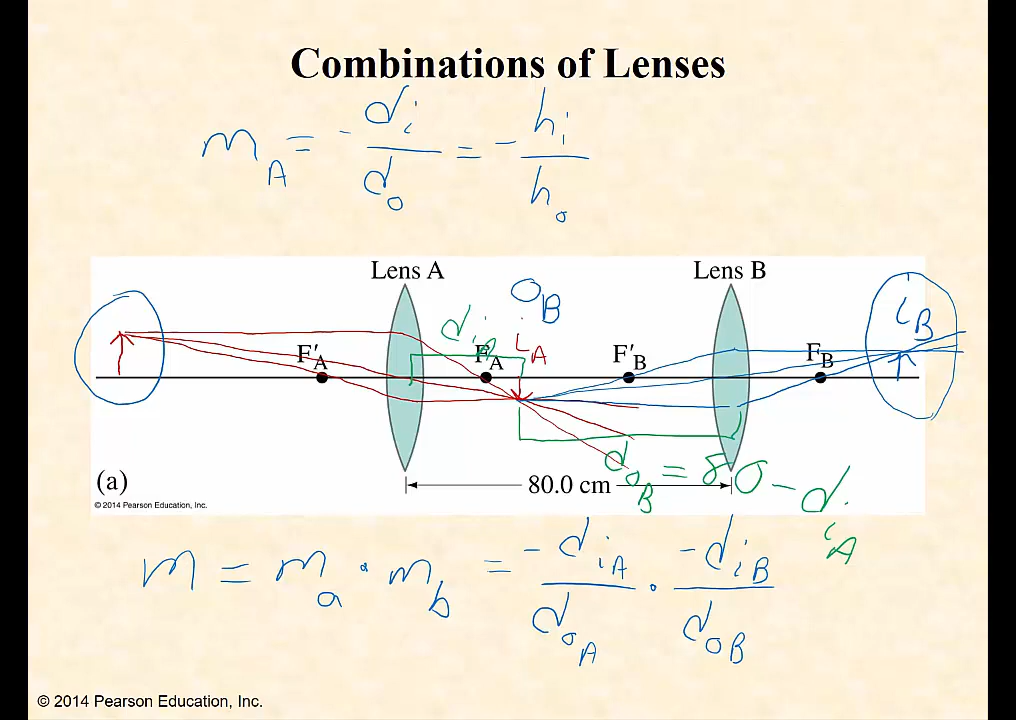 Combinations of Lenses
m_A = -d_i/d_o = -h_i/h_o
Lens A Lens B
O_B
d_iA i_A i_B
F′_A F_A F′_B F_B
d_oB = 80 - d_iA
(a) 80.0 cm
© 2014 Pearson Education, Inc.
m = m_a · m_b = -d_iA/d_oA · -d_iB/d_oB
© 2014 Pearson Education, Inc.